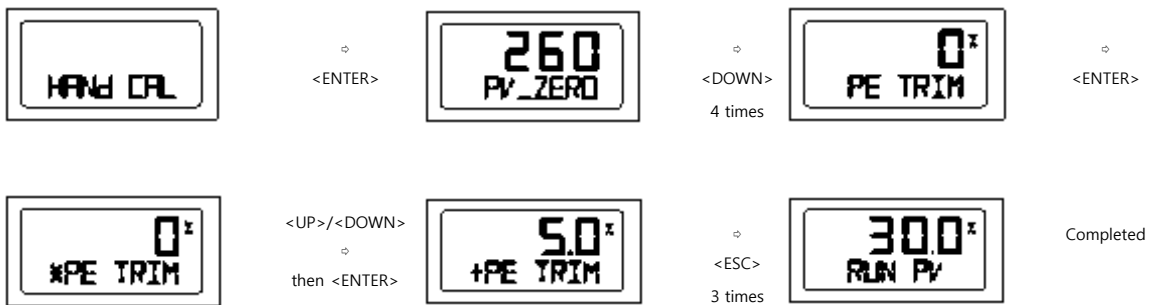 HANd CAL
⇨
<ENTER>
260
PV_ZERO
⇨
<DOWN>
4 times
0%
PE TRIM
⇨
<ENTER>
0%
*PE TRIM
<UP>/<DOWN>
⇨
then <ENTER>
5.0%
+PE TRIM
⇨
<ESC>
3 times
30.0%
RUN PV
Completed